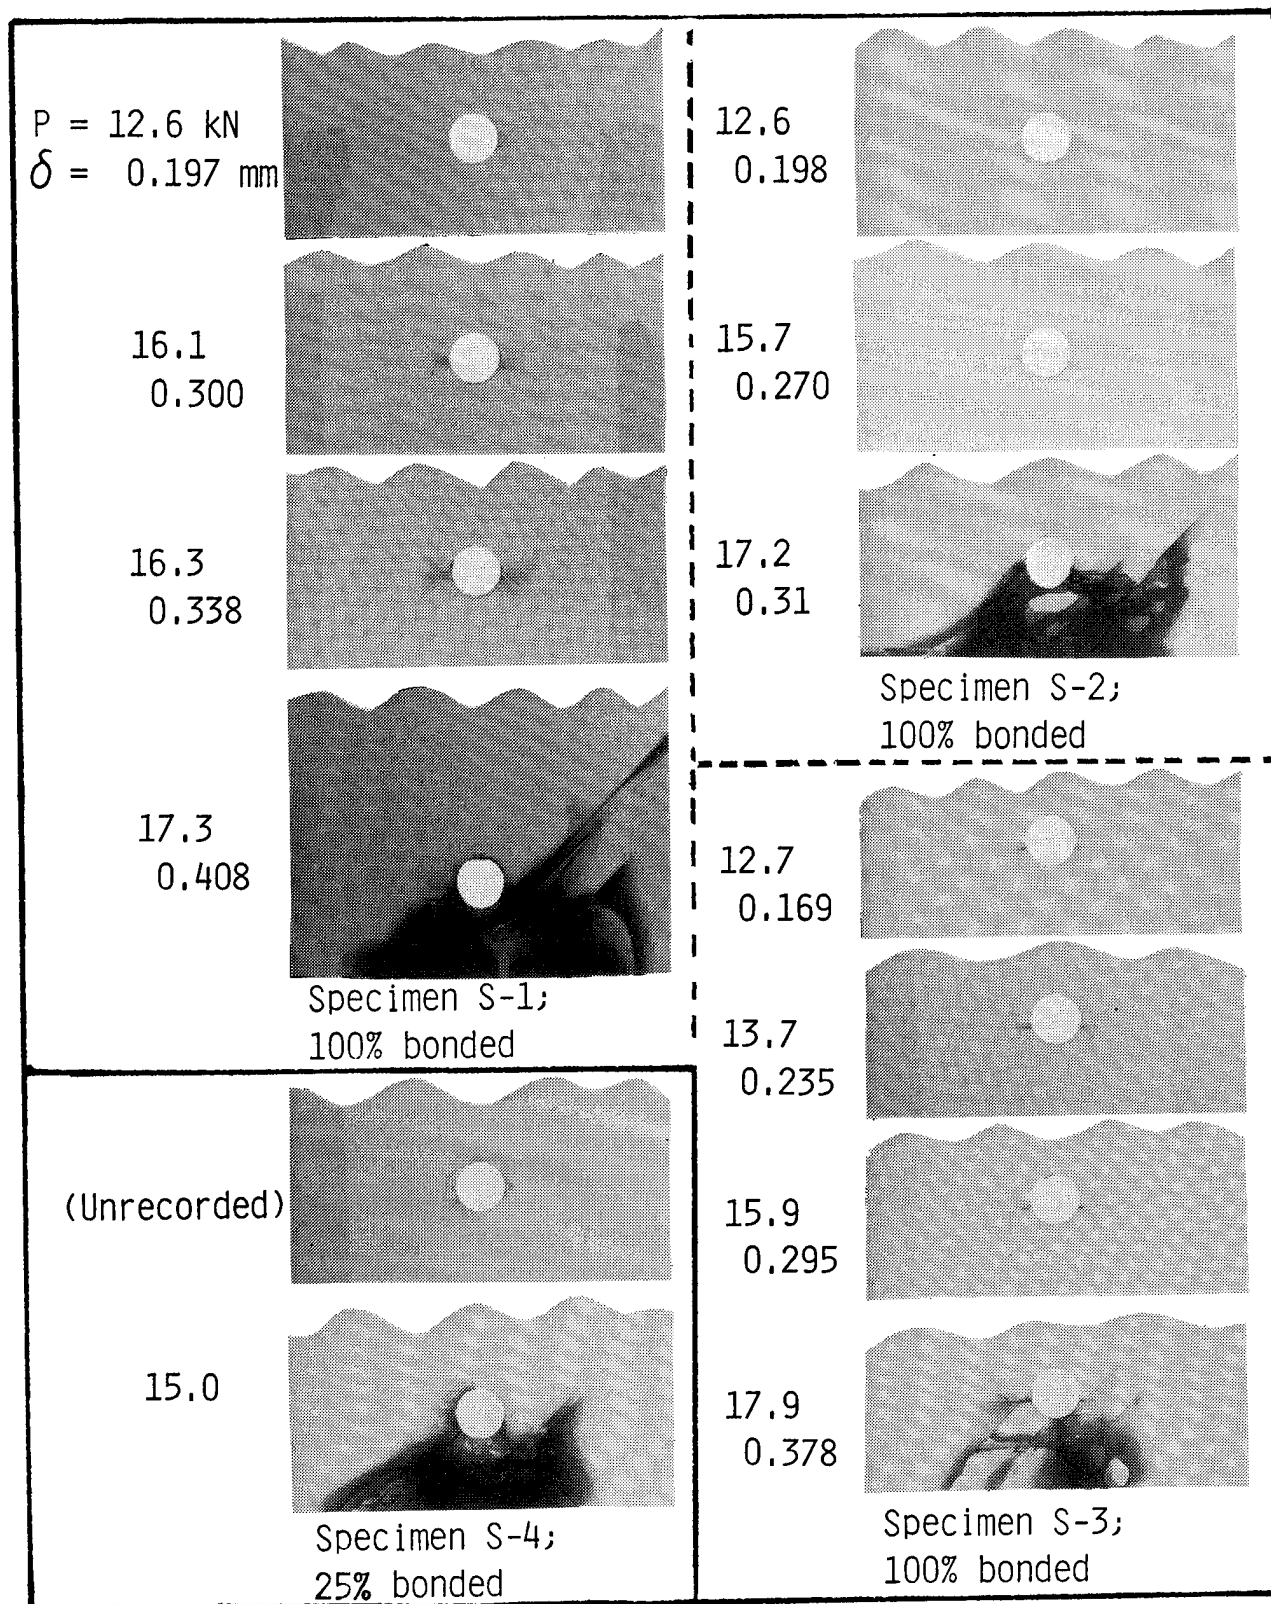 P = 12.6 kN
δ = 0.197 mm
16.1
0.300
16.3
0.338
17.3
0.408
Specimen S-1;
100% bonded
12.6
0.198
15.7
0.270
17.2
0.31
Specimen S-2;
100% bonded
12.7
0.169
13.7
0.235
15.9
0.295
17.9
0.378
Specimen S-3;
100% bonded
(Unrecorded)
15.0
Specimen S-4;
25% bonded